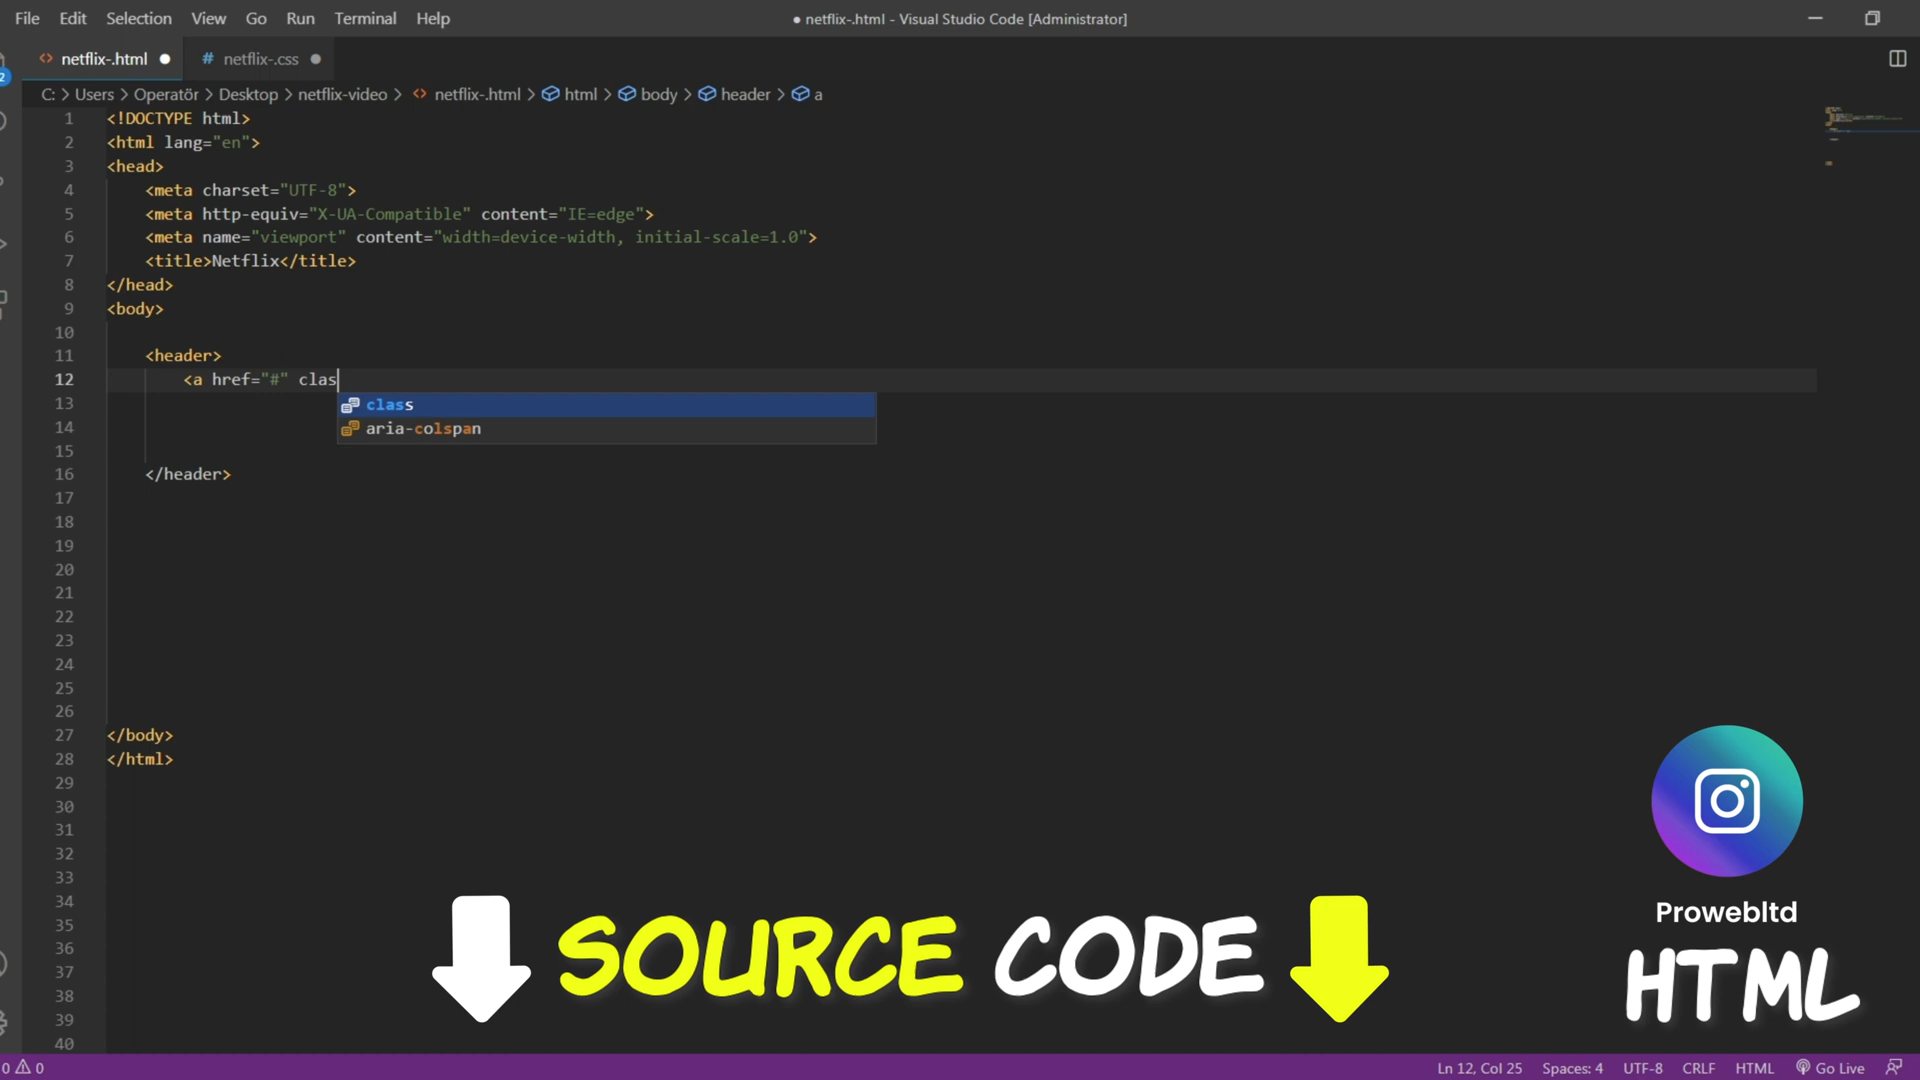 File Edit Selection View Go Run Terminal Help
● netflix-.html - Visual Studio Code [Administrator]
netflix-.html ● # netflix-.css ●
2
C: > Users > Operatör > Desktop > netflix-video > netflix-.html > html > body > header > a
1 <!DOCTYPE html>
2 <html lang="en">
3 <head>
4 <meta charset="UTF-8">
5 <meta http-equiv="X-UA-Compatible" content="IE=edge">
6 <meta name="viewport" content="width=device-width, initial-scale=1.0">
7 <title>Netflix</title>
8 </head>
9 <body>
10
11 <header>
12 <a href="#" clas
13 class
14 aria-colspan
15
16 </header>
17
18
19
20
21
22
23
24
25
26
27 </body>
28 </html>
29
30
31
32
33
34
35
36
37
38
39
40
SOURCE CODE
Prowebltd
HTML
0 0 Ln 12, Col 25 Spaces: 4 UTF-8 CRLF HTML Go Live